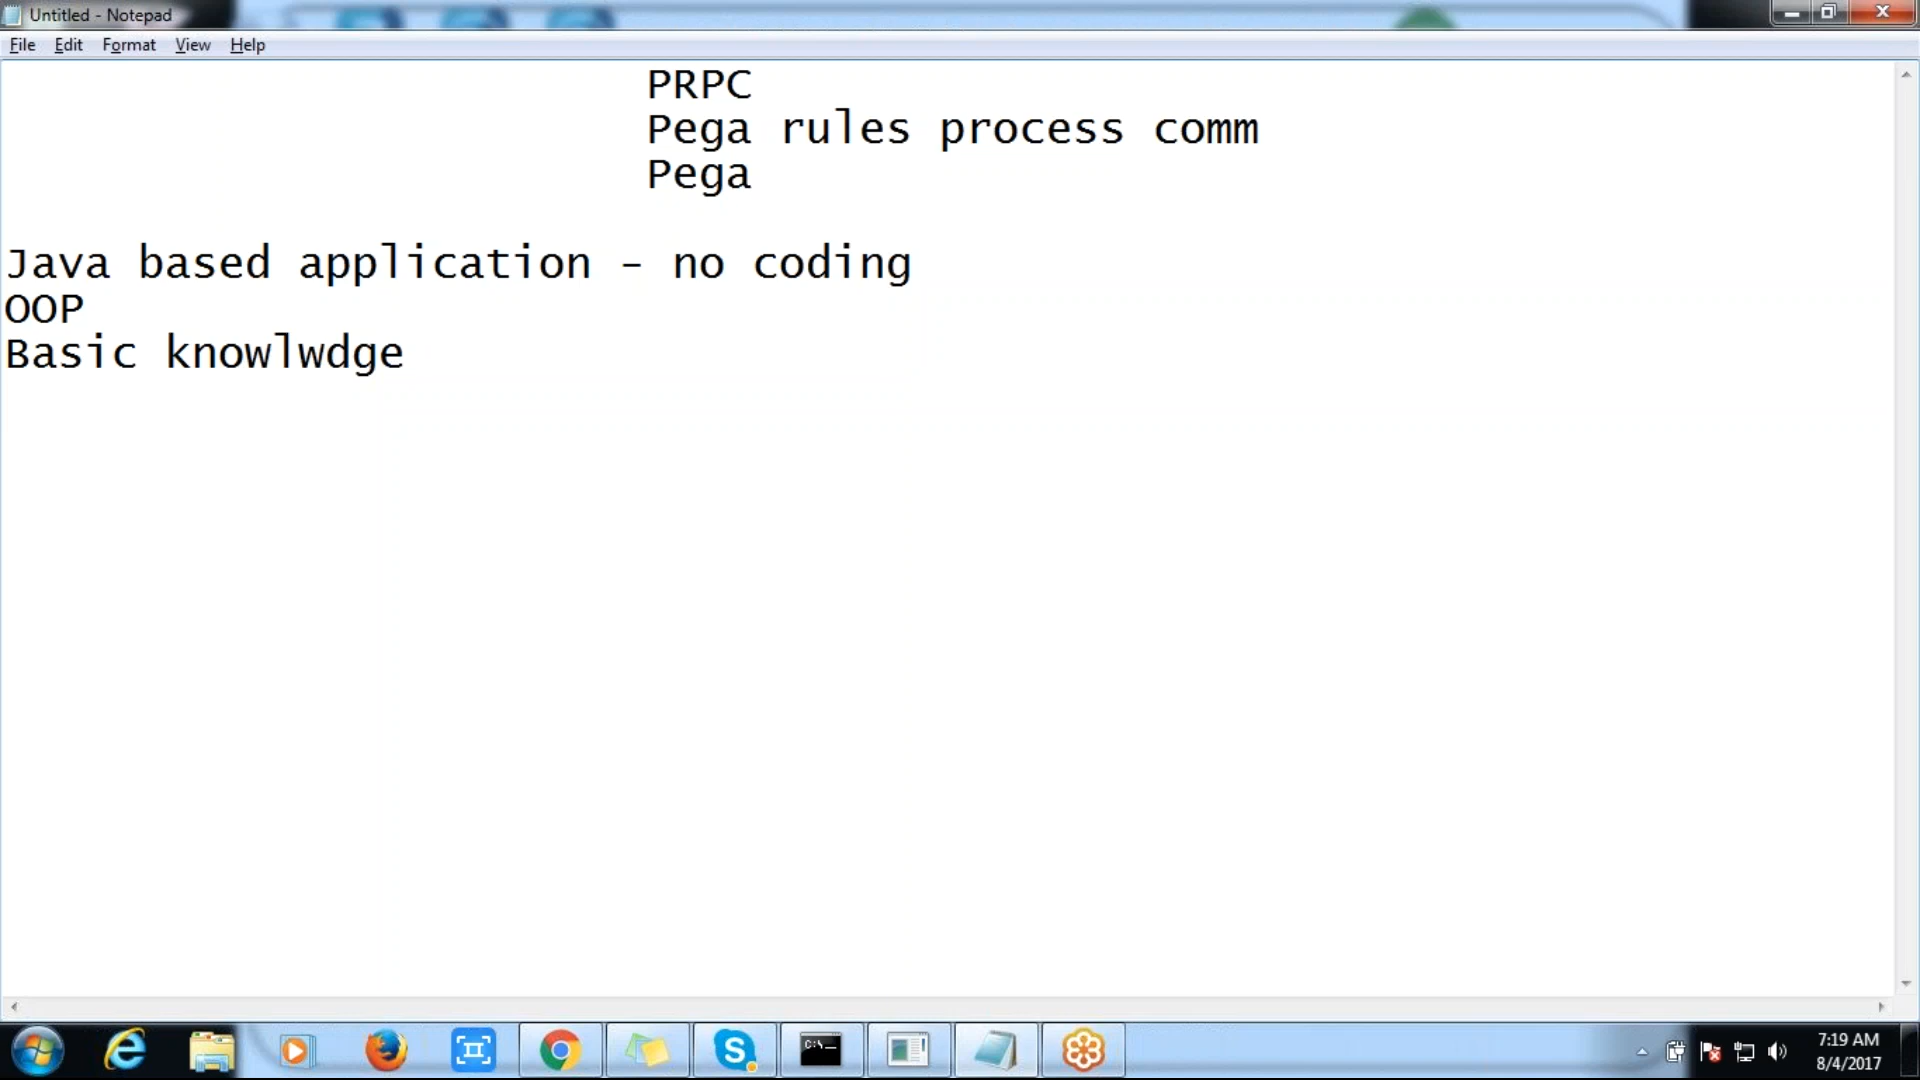 Untitled - Notepad
File Edit Format View Help
PRPC
Pega rules process comm
Pega
Java based application - no coding
OOP
Basic knowlwdge
C:\_
7:19 AM
8/4/2017